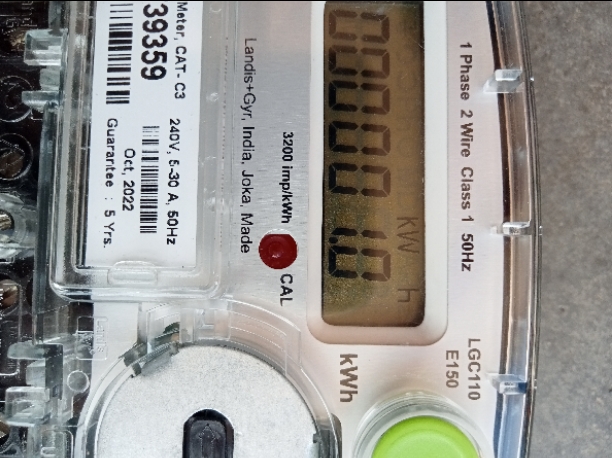 1 Phase 2 Wire Class 1 50Hz
LGC110
E150
kW h
00001.0
kWh
3200 imp/kWh CAL
Landis+Gyr, India, Joka, Made
Meter, CAT- C3
39359
240V, 5-30 A, 50Hz
Oct, 2022
Guarantee : 5 Yrs.